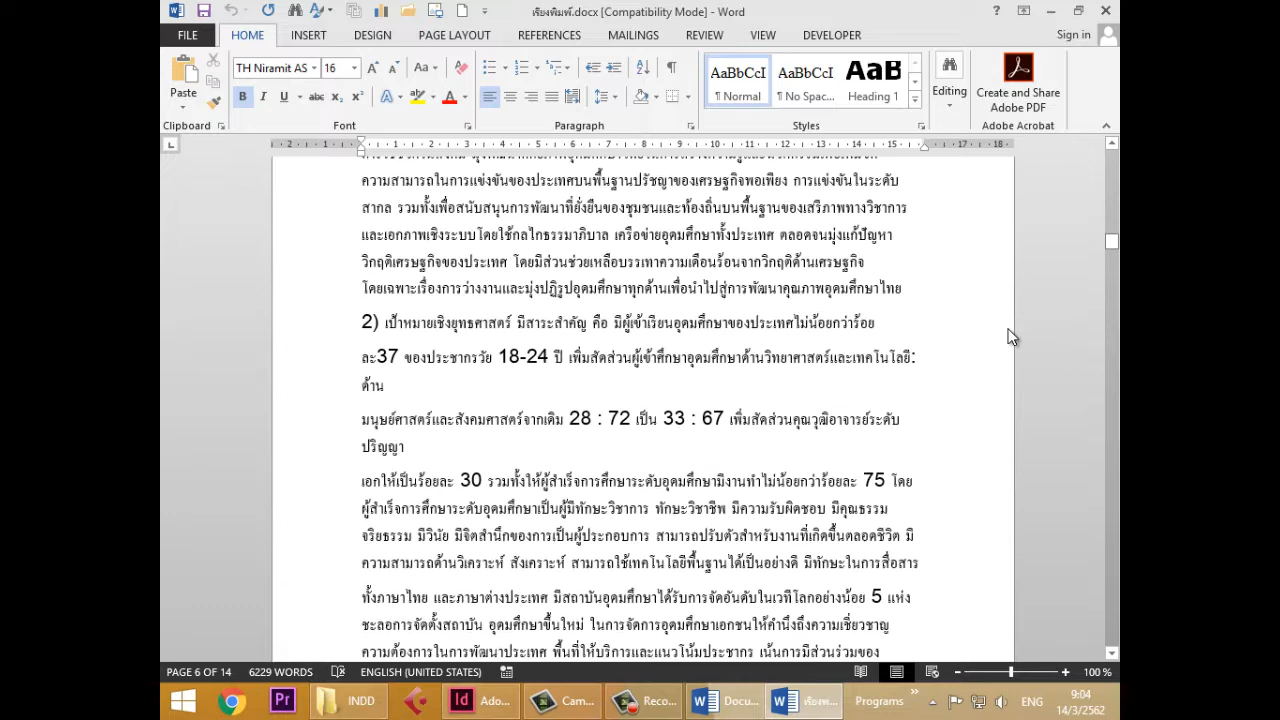 เรียงพิมพ์.docx [Compatibility Mode] - Word
FILE HOME INSERT DESIGN PAGE LAYOUT REFERENCES MAILINGS REVIEW VIEW DEVELOPER Sign in
Paste
TH Niramit AS 16
AaBbCcI AaBbCcI AaB
¶ Normal ¶ No Spac... Heading 1
Editing
Create and Share
Adobe PDF
Clipboard Font Paragraph Styles Adobe Acrobat
2 1 1 2 3 4 5 6 7 8 9 10 11 12 13 14 15 17 18
ความสามารถในการแข่งขันของประเทศบนพื้นฐานปรัชญาของเศรษฐกิจพอเพียง การแข่งขันในระดับ
สากล รวมทั้งเพื่อสนับสนุนการพัฒนาที่ยั่งยืนของชุมชนและท้องถิ่นบนพื้นฐานของเสรีภาพทางวิชาการ
และเอกภาพเชิงระบบโดยใช้กลไกธรรมาภิบาล เครือข่ายอุดมศึกษาทั้งประเทศ ตลอดจนมุ่งแก้ปัญหา
วิกฤติเศรษฐกิจของประเทศ โดยมีส่วนช่วยเหลือบรรเทาความเดือนร้อนจากวิกฤติด้านเศรษฐกิจ
โดยเฉพาะเรื่องการว่างงานและมุ่งปฏิรูปอุดมศึกษาทุกด้านเพื่อนำไปสู่การพัฒนาคุณภาพอุดมศึกษาไทย
2) เป้าหมายเชิงยุทธศาสตร์ มีสาระสำคัญ คือ มีผู้เข้าเรียนอุดมศึกษาของประเทศไม่น้อยกว่าร้อย
ละ37 ของประชากรวัย 18-24 ปี เพิ่มสัดส่วนผู้เข้าศึกษาอุดมศึกษาด้านวิทยาศาสตร์และเทคโนโลยี:
ด้าน
มนุษย์ศาสตร์และสังคมศาสตร์จากเดิม 28 : 72 เป็น 33 : 67 เพิ่มสัดส่วนคุณวุฒิอาจารย์ระดับ
ปริญญา
เอกให้เป็นร้อยละ 30 รวมทั้งให้ผู้สำเร็จการศึกษาระดับอุดมศึกษามีงานทำไม่น้อยกว่าร้อยละ 75 โดย
ผู้สำเร็จการศึกษาระดับอุดมศึกษาเป็นผู้มีทักษะวิชาการ ทักษะวิชาชีพ มีความรับผิดชอบ มีคุณธรรม
จริยธรรม มีวินัย มีจิตสำนึกของการเป็นผู้ประกอบการ สามารถปรับตัวสำหรับงานที่เกิดขึ้นตลอดชีวิต มี
ความสามารถด้านวิเคราะห์ สังเคราะห์ สามารถใช้เทคโนโลยีพื้นฐานได้เป็นอย่างดี มีทักษะในการสื่อสาร
ทั้งภาษาไทย และภาษาต่างประเทศ มีสถาบันอุดมศึกษาได้รับการจัดอันดับในเวทีโลกอย่างน้อย 5 แห่ง
ชะลอการจัดตั้งสถาบัน อุดมศึกษาขึ้นใหม่ ในการจัดการอุดมศึกษาเอกชนให้คำนึงถึงความเชี่ยวชาญ
ความต้องการในการพัฒนาประเทศ พื้นที่ให้บริการและแนวโน้มประชากร เน้นการมีส่วนร่วมของ
PAGE 6 OF 14 6229 WORDS ENGLISH (UNITED STATES) 100 %
Pr INDD Id Ado... Cam... Reco... Docu... เรียงพ... Programs ENG 9:04
14/3/2562